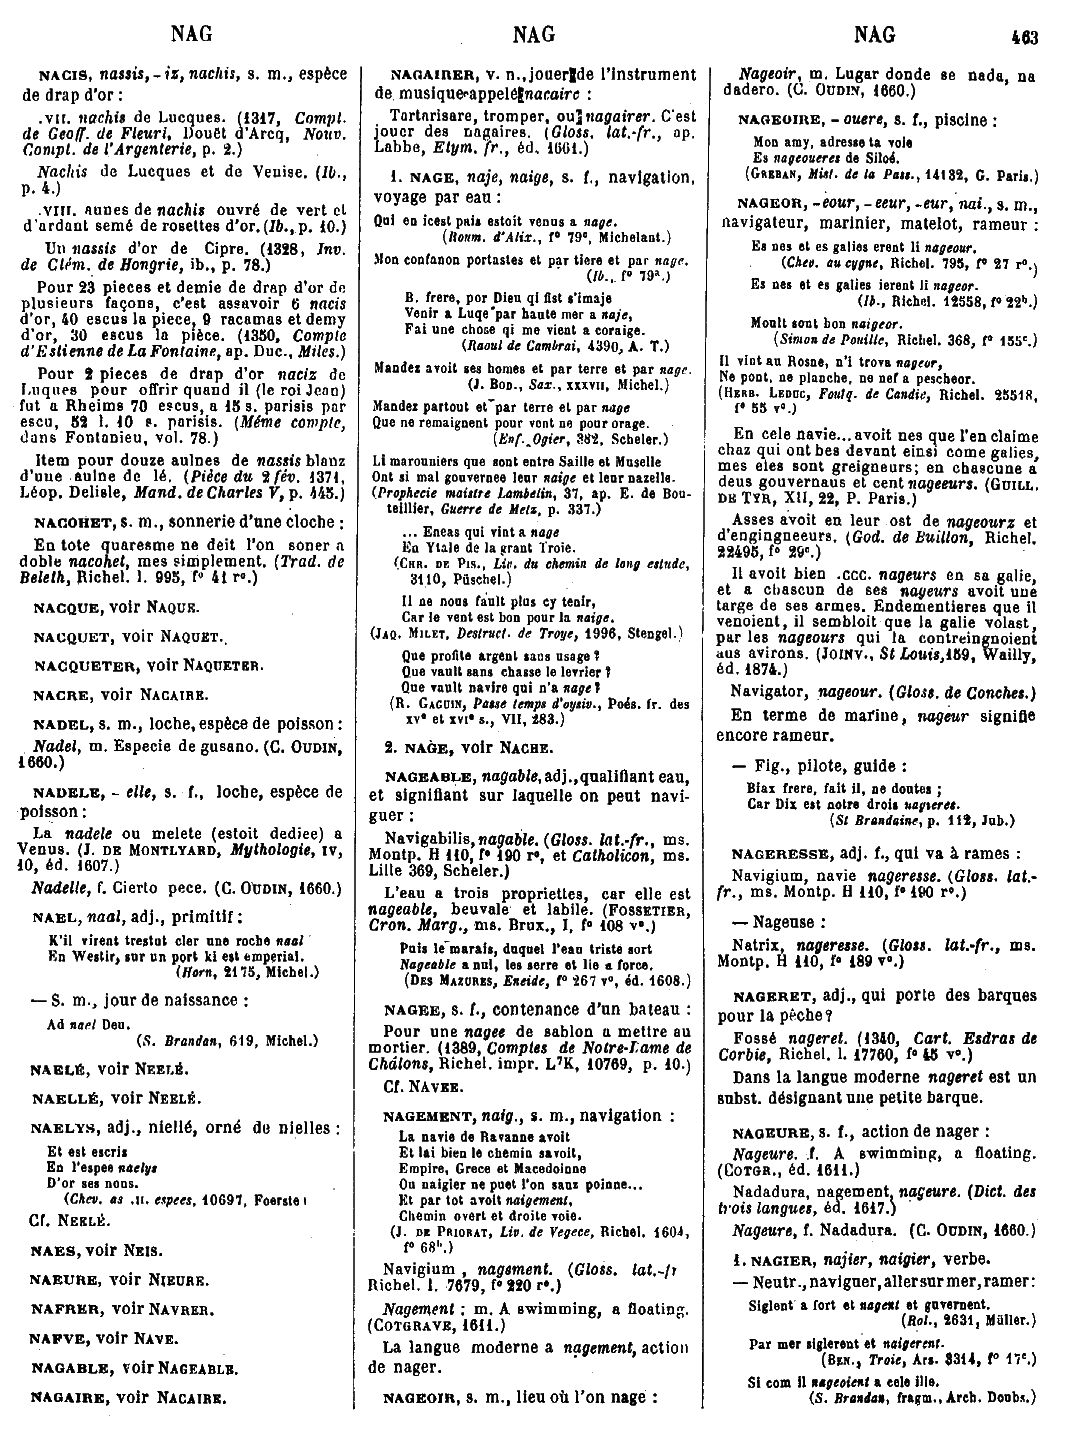 NAG
NAG
NAG
463
NACIS, nassis, -iz, nachis, s. m., espèce
de drap d'or :
.VII. nachis de Lucques. (1317, Compl.
de Geoff. de Fleuri, Douët d'Arcq, Nouv.
Compl. de l'Argenterie, p. 2.)
Nachis de Lucques et de Venise. (Ib.,
p. 4.)
.VIII. aunes de nachis ouvré de vert et
d'ardant semé de rosettes d'or. (Ib., p. 10.)
Un nassis d'or de Cipre. (1328, Inv.
de Clém. de Hongrie, ib., p. 78.)
Pour 23 pieces et demie de drap d'or de
plusieurs façons, c'est assavoir 6 nacis
d'or, 40 escus la piece, 9 racamas et demy
d'or, 30 escus la pièce. (1350, Compte
d'Estienne de La Fontaine, ap. Duc., Miles.)
Pour 2 pieces de drap d'or naciz de
Luques pour offrir quand il (le roi Jean)
fut a Rheims 70 escus, a 15 s. parisis par
escu, 52 l. 10 s. parisis. (Même compte,
dans Fontanieu, vol. 78.)
Item pour douze aulnes de nassis blanz
d'une aulne de lé. (Pièce du 2 fév. 1371,
Léop. Delisle, Mand. de Charles V, p. 445.)
NACOHET, s. m., sonnerie d'une cloche :
En tote quaresme ne deit l'on soner a
doble nacohet, mes simplement. (Trad. de
Beleth, Richel. l. 995, f° 41 r°.)
NACQUE, voir NAQUE.
NACQUET, voir NAQUET.
NACQUETER, voir NAQUETER.
NACRE, voir NACAIRE.
NADEL, s. m., loche, espèce de poisson :
Nadel, m. Especie de gusano. (C. OUDIN,
1660.)
NADELE, - elle, s. f., loche, espèce de
poisson :
La nadele ou melete (estoit dediee) a
Venus. (J. DE MONTLYARD, Mythologie, IV,
10, éd. 1607.)
Nadelle, f. Cierto pece. (C. OUDIN, 1660.)
NAEL, naal, adj., primitif :
K'il virent trestut cler une roche naal
En Westir, sur un port ki est emperial.
(Horn, 2175, Michel.)
— S. m., jour de naissance :
Ad nael Deu.
(S. Brandan, 619, Michel.)
NAELÉ, voir NEELÉ.
NAELLÉ, voir NEELÉ.
NAELYS, adj., niellé, orné de nielles :
Et est escris
En l'espee naelys
D'or ses nons.
(Chev. as .II. espees, 10697, Foerster
Cf. NEELÉ.
NAES, voir NEIS.
NAEURE, voir NIEURE.
NAFRER, voir NAVRER.
NAFVE, voir NAVE.
NAGABLE, voir NAGEABLE.
NAGAIRE, voir NACAIRE.
NAGAIRER, v. n., jouer de l'instrument
de musique appelé nacaire :
Tartarisare, tromper, ou nagairer. C'est
jouer des nagaires. (Gloss. lat.-fr., ap.
Labbe, Etym. fr., éd. 1661.)
1. NAGE, naje, naige, s. f., navigation,
voyage par eau :
Qui en icest pais estoit venus a nage.
(Roum. d'Alix., f° 79c, Michelant.)
Mon confanon portastes et par tiere et par nage.
(Ib., f° 79a.)
B. frere, por Dieu qi fist s'imaje
Venir a Luqe par haute mer a naje,
Fai une chose qi me vient a coraige.
(Raoul de Cambrai, 4390, A. T.)
Mandez avoit ses homes et par terre et par nage.
(J. BOD., Sax., XXXVII, Michel.)
Mandez partout et par terre et par nage
Que ne remaignent pour vent ne pour orage.
(Enf. Ogier, 382, Scheler.)
Li marouniers que sont entre Saille et Muselle
Ont si mal gouvernee leur naige et leur nazelle.
(Prophecie maistre Lambelin, 37, ap. E. de Bou-
teillier, Guerre de Metz, p. 337.)
... Eneas qui vint a nage
En Ytale de la grant Troie.
(CHR. DE PIS., Liv. du chemin de long estude,
3110, Püschel.)
Il ne nous fault plus cy tenir,
Car le vent est bon pour la naige.
(JAQ. MILET, Destruct. de Troye, 1996, Stengel.)
Que profite argent sans usage ?
Que vault sans chasse le levrier ?
Que vault navire qui n'a nage ?
(R. GAGUIN, Passe temps d'oysiv., Poés. fr. des
XVe et XVIe s., VII, 283.)
2. NAGE, voir NACHE.
NAGEABLE, nagable, adj., qualifiant eau,
et signifiant sur laquelle on peut navi-
guer :
Navigabilis, nagable. (Gloss. lat.-fr., ms.
Montp. H 110, f° 190 r°, et Catholicon, ms.
Lille 369, Scheler.)
L'eau a trois propriettes, car elle est
nageable, beuvale et labile. (FOSSETIER,
Cron. Marg., ms. Brux., I, f° 108 v°.)
Puis le marais, duquel l'eau triste sort
Nageable a nul, les serre et lie a force.
(DES MAZURES, Eneide, f° 267 v°, éd. 1608.)
NAGEE, s. f., contenance d'un bateau :
Pour une nagee de sablon a mettre au
mortier. (1389, Comptes de Notre-Dame de
Châlons, Richel. impr. L7K, 10769, p. 10.)
Cf. NAVEE.
NAGEMENT, naig., s. m., navigation :
La navie de Ravanne avoit
Et lai bien le chemin savoit,
Empire, Grece et Macedoinne
Ou naigier ne puet l'on sanz poinne...
Et par tot avoit naigement,
Chemin overt et droite voie.
(J. DE PRIORAT, Liv. de Vegece, Richel. 1604,
f° 68b.)
Navigium, nagement. (Gloss. lat.-fr
Richel. l. 7679, f° 220 r°.)
Nagement ; m. A swimming, a floating.
(COTGRAVE, 1611.)
La langue moderne a nagement, action
de nager.
NAGEOIR, s. m., lieu où l'on nage :
Nageoir, m. Lugar donde se nada, na
dadero. (C. OUDIN, 1660.)
NAGEOIRE, - ouere, s. f., piscine :
Mon amy, adresse ta voie
Es nageoueres de Siloé.
(GREBAN, Mist. de la Pass., 14132, G. Paris.)
NAGEOR, -eour, -eeur, -eur, nai., s. m.,
navigateur, marinier, matelot, rameur :
Es nes et es galies erent li nageour.
(Chev. au cygne, Richel. 795, f° 27 r°.)
Es nes et es galies ierent li nageor.
(Ib., Richel. 12558, f° 22b.)
Moult sont bon naigeor.
(Simon de Pouille, Richel. 368, f° 155c.)
Il vint au Rosne, n'i trova nageor,
Ne pont, ne planche, ne nef a pescheor.
(HERB. LEDUC, Foulq. de Candie, Richel. 25518,
f° 55 v°.)
En cele navie... avoit nes que l'en claime
chaz qui ont bes devant einsi come galies,
mes eles sont greigneurs ; en chascune a
deus gouvernaus et cent nageeurs. (GUILL.
DE TYR, XII, 22, P. Paris.)
Asses avoit en leur ost de nageourz et
d'engingneeurs. (God. de Buillon, Richel.
22495, f° 29c.)
Il avoit bien .CCC. nageurs en sa galie,
et a chascun de ses nageurs avoit une
targe de ses armes. Endementieres que il
venoient, il sembloit que la galie volast,
par les nageours qui la contreingnoient
aus avirons. (JOINV., St Louis, 159, Wailly,
éd. 1874.)
Navigator, nageour. (Gloss. de Conches.)
En terme de marine, nageur signifie
encore rameur.
— Fig., pilote, guide :
Biax frere, fait il, ne doutes ;
Car Dix est notre drois nagieres.
(St Brandaine, p. 112, Jub.)
NAGERESSE, adj. f., qui va à rames :
Navigium, navie nageresse. (Gloss. lat.-
fr., ms. Montp. H 110, f° 190 r°.)
— Nageuse :
Natrix, nageresse. (Gloss. lat.-fr., ms.
Montp. H 110, f° 189 v°.)
NAGERET, adj., qui porte des barques
pour la pêche ?
Fossé nageret. (1340, Cart. Esdras de
Corbie, Richel. l. 17760, f° 45 v°.)
Dans la langue moderne nageret est un
subst. désignant une petite barque.
NAGEURE, s. f., action de nager :
Nageure. f. A swimming, a floating.
(COTGR., éd. 1611.)
Nadadura, nagement, nageure. (Dict. des
trois langues, éd. 1617.)
Nageure, f. Nadadura. (C. OUDIN, 1660.)
1. NAGIER, najier, naigier, verbe.
— Neutr., naviguer, aller sur mer, ramer :
Siglent a fort et nagent et guvernent.
(Rol., 2631, Müller.)
Par mer siglerent et naigerent.
(BEN., Troie, Ars. 3314, f° 17c.)
Si com il nageoient a cele ille.
(S. Brandan, fragm., Arch. Doubs.)